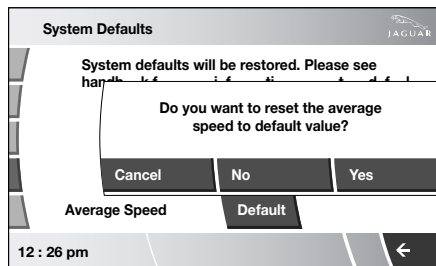 System Defaults
JAGUAR
System defaults will be restored. Please see
Do you want to reset the average
speed to default value?
Cancel No Yes
Average Speed Default
12 : 26 pm